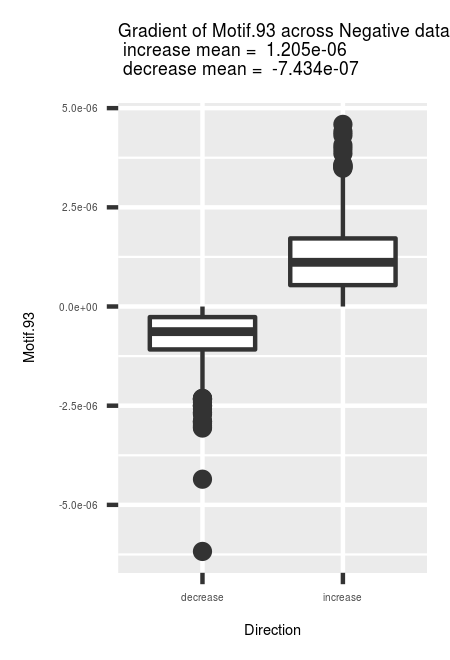 Gradient of Motif.93 across Negative data
increase mean =  1.205e-06
decrease mean =  -7.434e-07
5.0e-06
2.5e-06
0.0e+00
-2.5e-06
-5.0e-06
Motif.93
decrease
increase
Direction